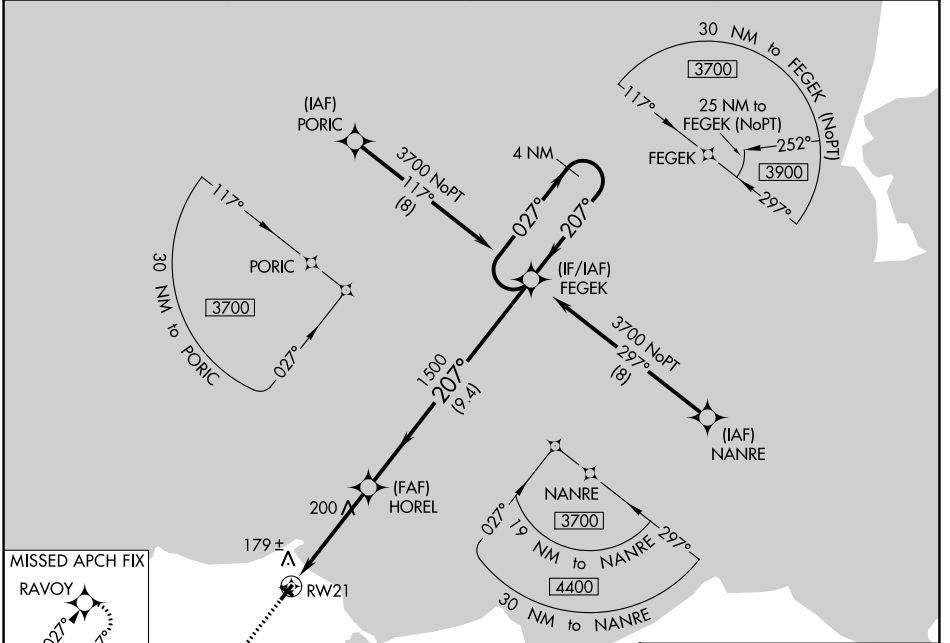 30 NM to FEGEK (NoPT)
3700
117°
25 NM to
FEGEK (NoPT)
252°
FEGEK
3900
297°
(IAF)
PORIC
3700 NoPT
117°
(8)
4 NM
027°
207°
(IF/IAF)
FEGEK
117°
PORIC
3700
30 NM to PORIC
027°
3700 NoPT
297°
(8)
(IAF)
NANRE
1500
207°
(9.4)
(FAF)
HOREL
200
179 ±
RW21
NANRE
3700
027°
297°
19 NM to NANRE
4400
30 NM to NANRE
MISSED APCH FIX
RAVOY
027°